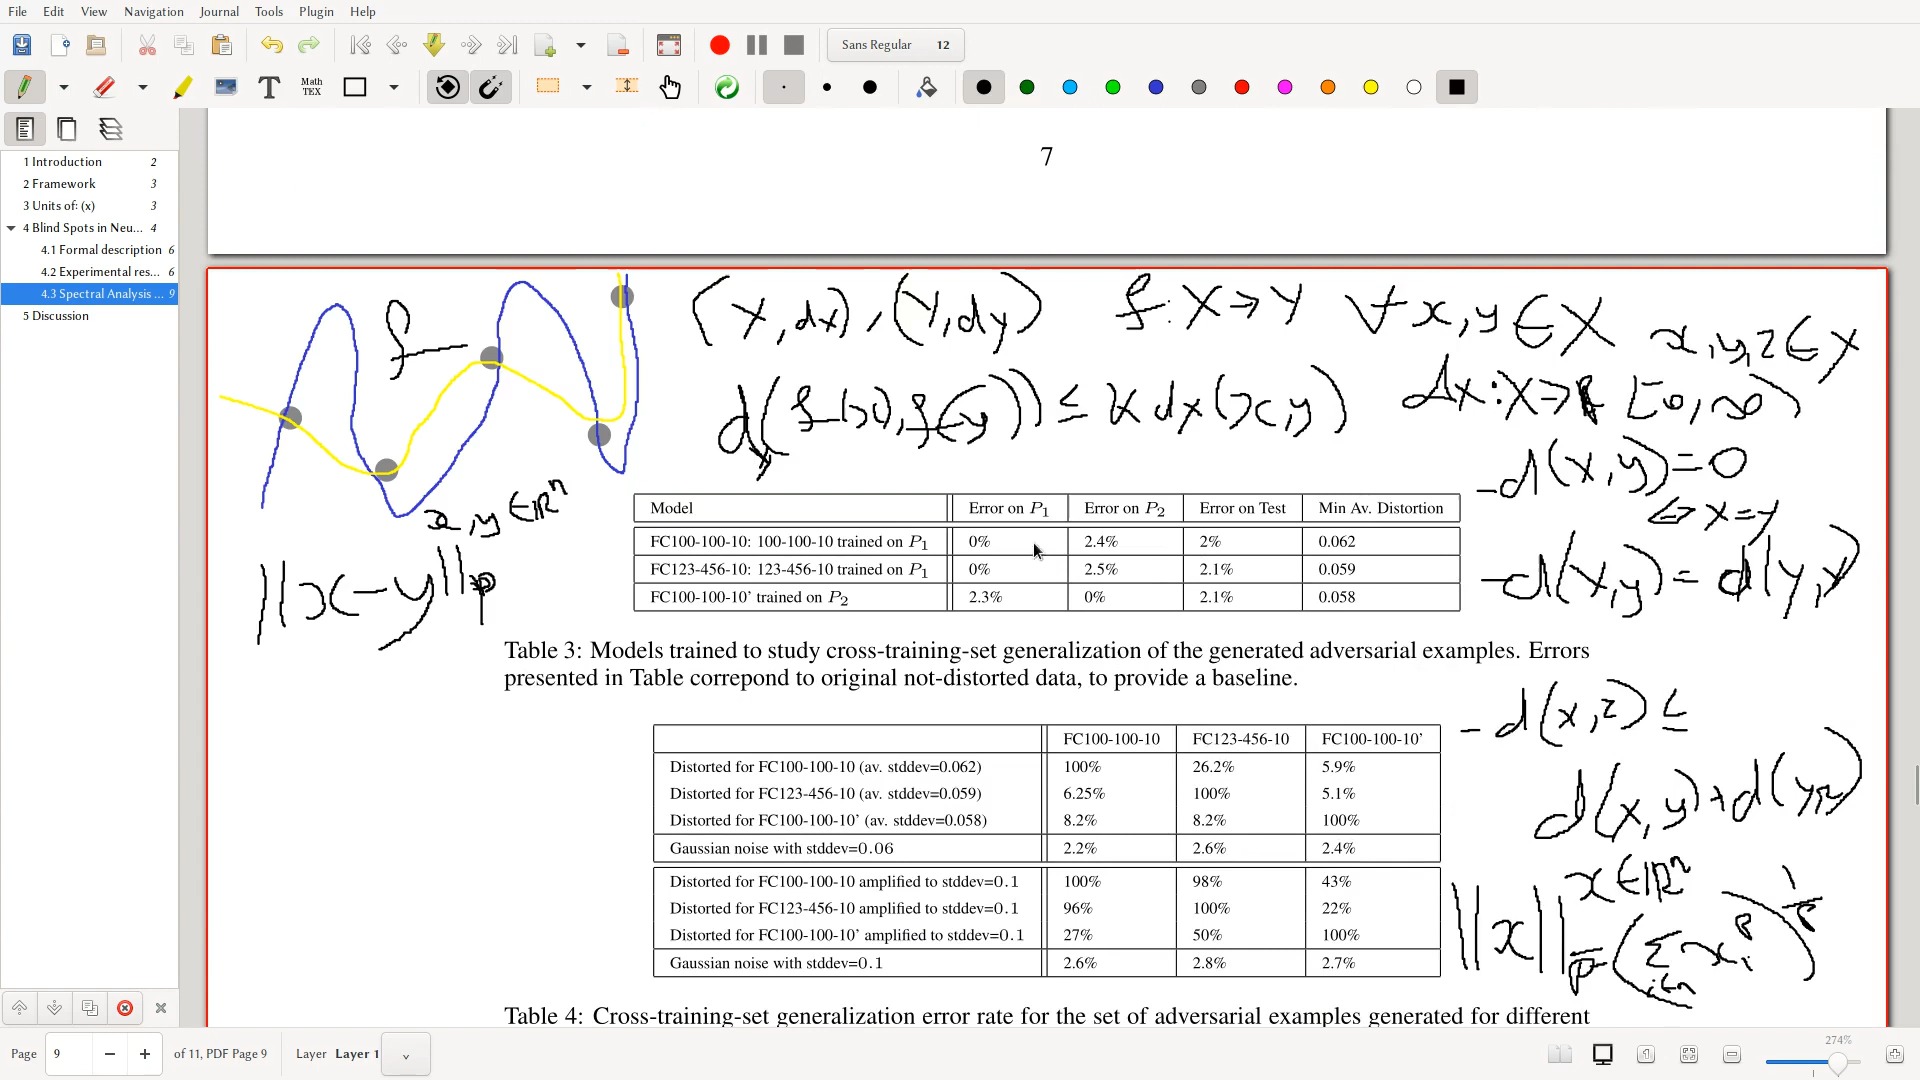 File Edit View Navigation Journal Tools Plugin Help
Sans Regular 12
T Math TEX
1 Introduction 2
2 Framework 3
3 Units of: (x) 3
4 Blind Spots in Neu... 4
4.1 Formal description 6
4.2 Experimental res... 6
4.3 Spectral Analysis ... 9
5 Discussion
7
f
(X, dx), (Y, dy) f: X→Y ∀x,y∈X
x,y,z∈X
d_y(f(x), f(y)) ≤ K dx(x,y)
dx: X→ [0,∞)
-d(x,y)=0
⇔ x=y
-d(x,y) = d(y,x)
x,y∈ℝⁿ
||x-y||p
Model Error on P₁ Error on P₂ Error on Test Min Av. Distortion
FC100-100-10: 100-100-10 trained on P₁ 0% 2.4% 2% 0.062
FC123-456-10: 123-456-10 trained on P₁ 0% 2.5% 2.1% 0.059
FC100-100-10’ trained on P₂ 2.3% 0% 2.1% 0.058
Table 3: Models trained to study cross-training-set generalization of the generated adversarial examples. Errors
presented in Table correpond to original not-distorted data, to provide a baseline.
-d(x,z) ≤
d(x,y)+d(y,z)
FC100-100-10 FC123-456-10 FC100-100-10’
Distorted for FC100-100-10 (av. stddev=0.062) 100% 26.2% 5.9%
Distorted for FC123-456-10 (av. stddev=0.059) 6.25% 100% 5.1%
Distorted for FC100-100-10’ (av. stddev=0.058) 8.2% 8.2% 100%
Gaussian noise with stddev=0.06 2.2% 2.6% 2.4%
Distorted for FC100-100-10 amplified to stddev=0.1 100% 98% 43%
Distorted for FC123-456-10 amplified to stddev=0.1 96% 100% 22%
Distorted for FC100-100-10’ amplified to stddev=0.1 27% 50% 100%
Gaussian noise with stddev=0.1 2.6% 2.8% 2.7%
x∈ℝⁿ
||x||p = (Σ xᵢᵖ)^(1/p)
Table 4: Cross-training-set generalization error rate for the set of adversarial examples generated for different
Page 9 − + of 11, PDF Page 9 Layer Layer 1
274%